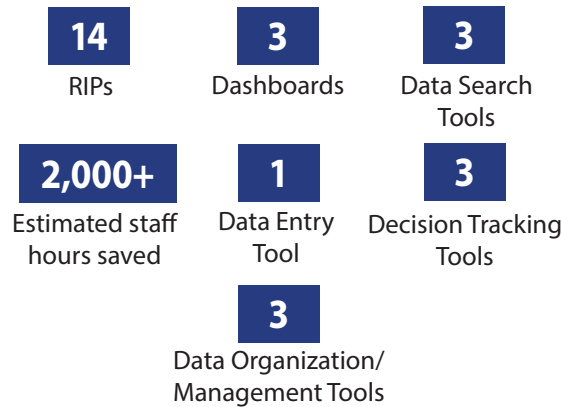 14
RIPs
3
Dashboards
3
Data Search
Tools
2,000+
Estimated staff
hours saved
1
Data Entry
Tool
3
Decision Tracking
Tools
3
Data Organization/
Management Tools